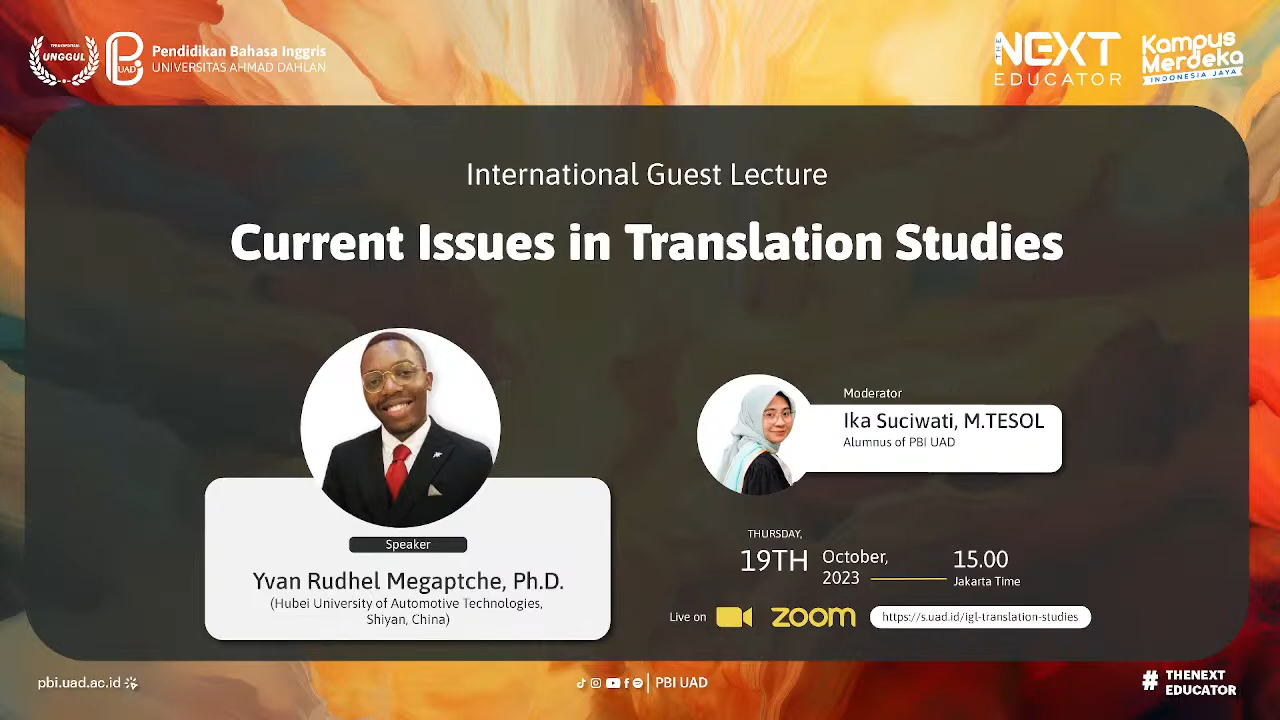 TERAKREDITASI
UNGGUL
UAD
Pendidikan Bahasa Inggris
UNIVERSITAS AHMAD DAHLAN
THE NEXT
EDUCATOR
Kampus
Merdeka
INDONESIA JAYA
International Guest Lecture
Current Issues in Translation Studies
Speaker
Yvan Rudhel Megaptche, Ph.D.
(Hubei University of Automotive Technologies,
Shiyan, China)
Moderator
Ika Suciwati, M.TESOL
Alumnus of PBI UAD
THURSDAY,
19TH
October,
2023
15.00
Jakarta Time
Live on
zoom
https://s.uad.id/igl-translation-studies
pbi.uad.ac.id
PBI UAD
# THENEXT
EDUCATOR